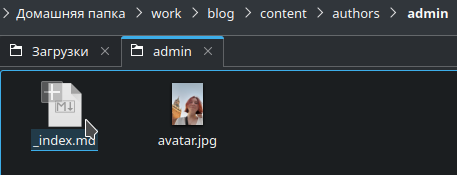 Домашняя папка > work > blog > content > authors > admin
Загрузки admin
_index.md avatar.jpg